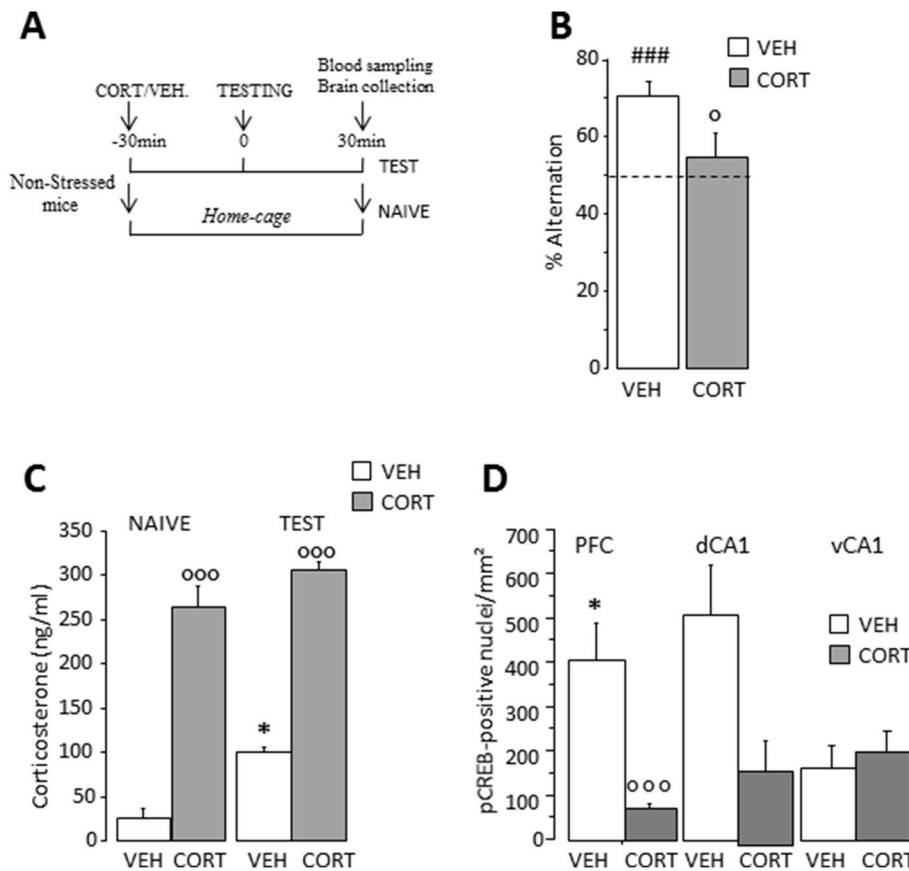 A
CORT/VEH. TESTING Blood sampling
Brain collection
-30min 0 30min
TEST
Non-Stressed
mice
Home-cage NAIVE
B
VEH
CORT
###
o
% Alternation
80
60
40
20
0
VEH CORT
C
VEH
CORT
NAIVE TEST
ooo ooo
*
Corticosterone (ng/ml)
350
300
250
200
150
100
50
0
VEH CORT VEH CORT
D
PFC dCA1 vCA1
VEH
CORT
*
ooo
pCREB-positive nuclei/mm²
700
600
500
400
300
200
100
0
VEH CORT VEH CORT VEH CORT